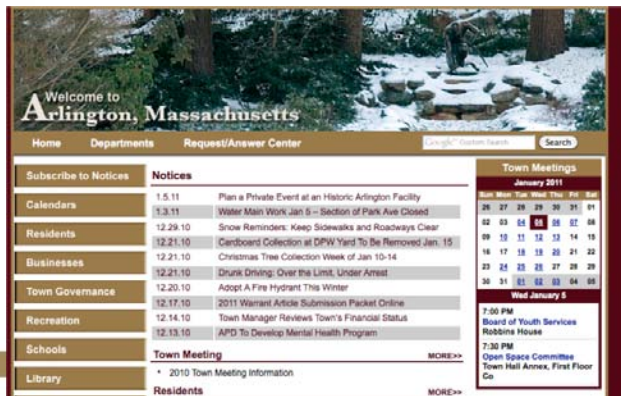 Welcome to
Arlington, Massachusetts
Home Departments Request/Answer Center Google™ Custom Search Search
Subscribe to Notices
Calendars
Residents
Businesses
Town Governance
Recreation
Schools
Library
Notices
1.5.11 Plan a Private Event at an Historic Arlington Facility
1.3.11 Water Main Work Jan 5 – Section of Park Ave Closed
12.29.10 Snow Reminders: Keep Sidewalks and Roadways Clear
12.21.10 Cardboard Collection at DPW Yard To Be Removed Jan. 15
12.21.10 Christmas Tree Collection Week of Jan 10-14
12.21.10 Drunk Driving: Over the Limit, Under Arrest
12.20.10 Adopt A Fire Hydrant This Winter
12.17.10 2011 Warrant Article Submission Packet Online
12.14.10 Town Manager Reviews Town's Financial Status
12.13.10 APD To Develop Mental Health Program
Town Meeting MORE>>
• 2010 Town Meeting Information
Residents MORE>>
Town Meetings
January 2011
Sun Mon Tue Wed Thu Fri Sat
26 27 28 29 30 31 01
02 03 04 05 06 07 08
09 10 11 12 13 14 15
16 17 18 19 20 21 22
23 24 25 26 27 28 29
30 31 01 02 03 04 05
Wed January 5
7:00 PM
Board of Youth Services
Robbins House
7:30 PM
Open Space Committee
Town Hall Annex, First Floor
Co